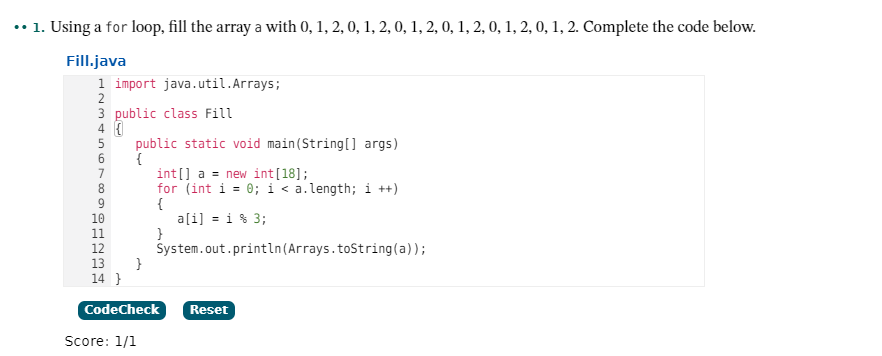 •• 1. Using a for loop, fill the array a with 0, 1, 2, 0, 1, 2, 0, 1, 2, 0, 1, 2, 0, 1, 2, 0, 1, 2. Complete the code below.
Fill.java
1 import java.util.Arrays;
2
3 public class Fill
4 {
5    public static void main(String[] args)
6    {
7       int[] a = new int[18];
8       for (int i = 0; i < a.length; i ++)
9       {
10         a[i] = i % 3;
11      }
12      System.out.println(Arrays.toString(a));
13   }
14 }
CodeCheck Reset
Score: 1/1